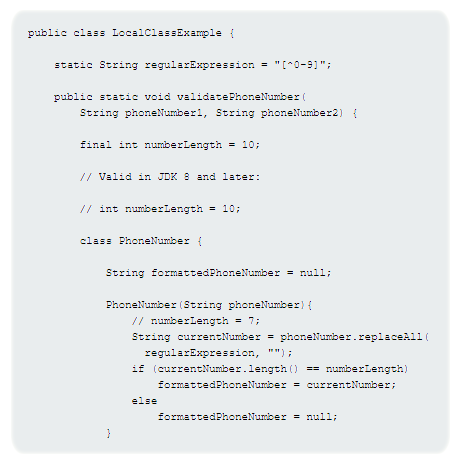 public class LocalClassExample {
static String regularExpression = "[^0-9]";
public static void validatePhoneNumber(
String phoneNumber1, String phoneNumber2) {
final int numberLength = 10;
// Valid in JDK 8 and later:
// int numberLength = 10;
class PhoneNumber {
String formattedPhoneNumber = null;
PhoneNumber(String phoneNumber){
// numberLength = 7;
String currentNumber = phoneNumber.replaceAll(
regularExpression, "");
if (currentNumber.length() == numberLength)
formattedPhoneNumber = currentNumber;
else
formattedPhoneNumber = null;
}